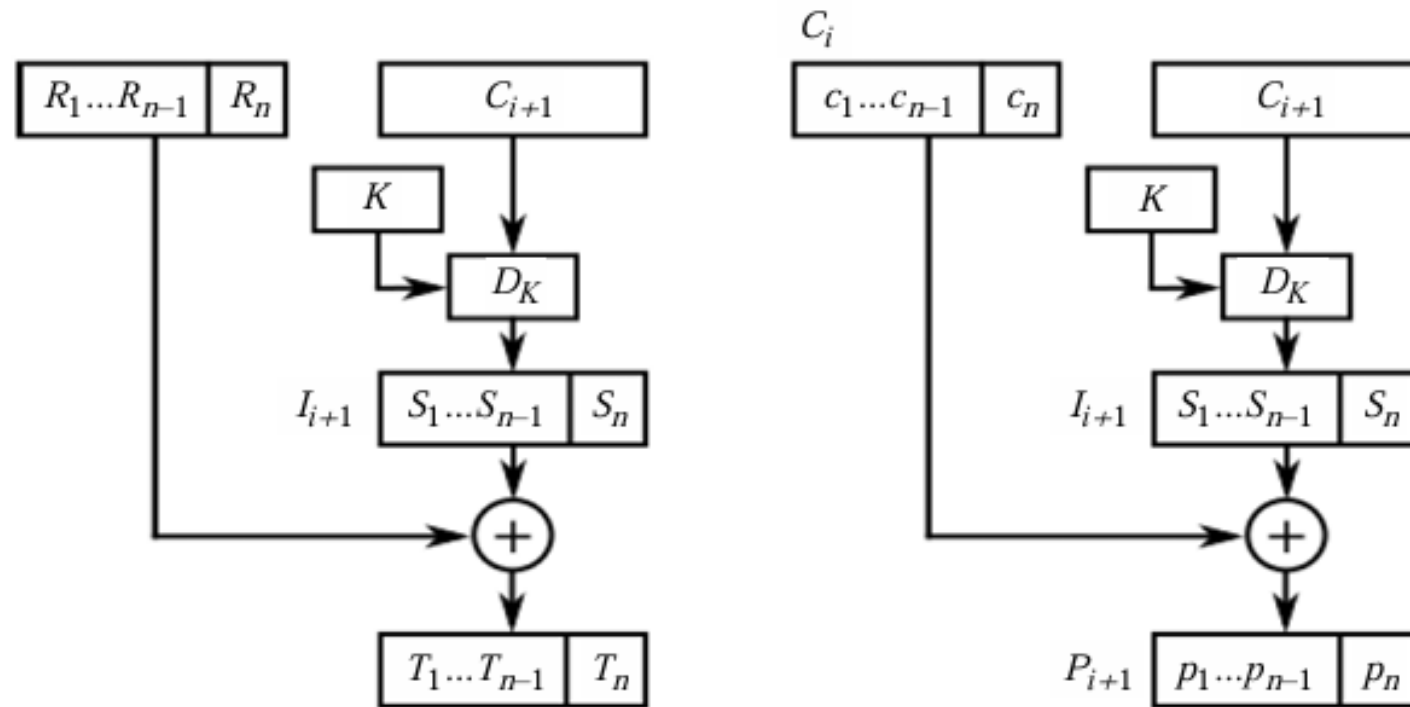 C_i
R_1...R_{n–1} R_n C_{i+1} c_1...c_{n–1} c_n C_{i+1}
K K
D_K D_K
I_{i+1} S_1...S_{n–1} S_n I_{i+1} S_1...S_{n–1} S_n
+ +
T_1...T_{n–1} T_n P_{i+1} p_1...p_{n–1} p_n